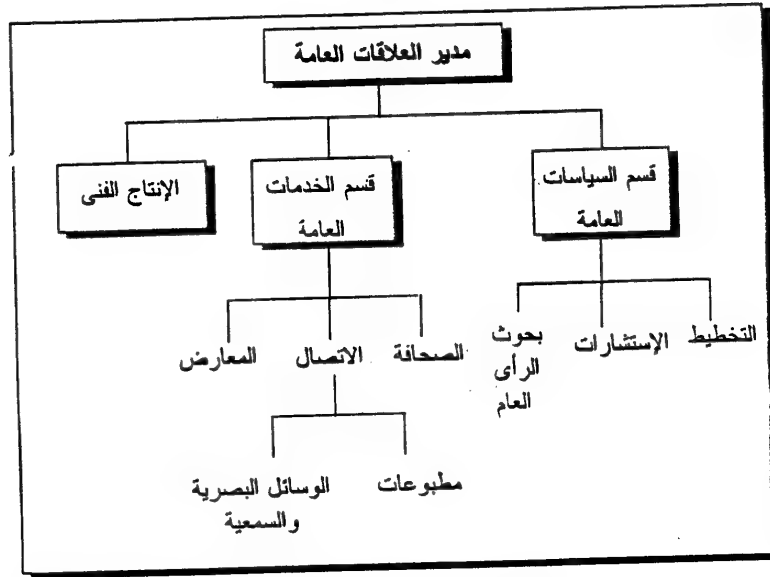 مدير العلاقات العامة
قسم السياسات
العامة
قسم الخدمات
العامة
الإنتاج الفنى
التخطيط
الإستشارات
بحوث
الرأى
العام
الصحافة
الاتصال
المعارض
مطبوعات
الوسائل البصرية
والسمعية